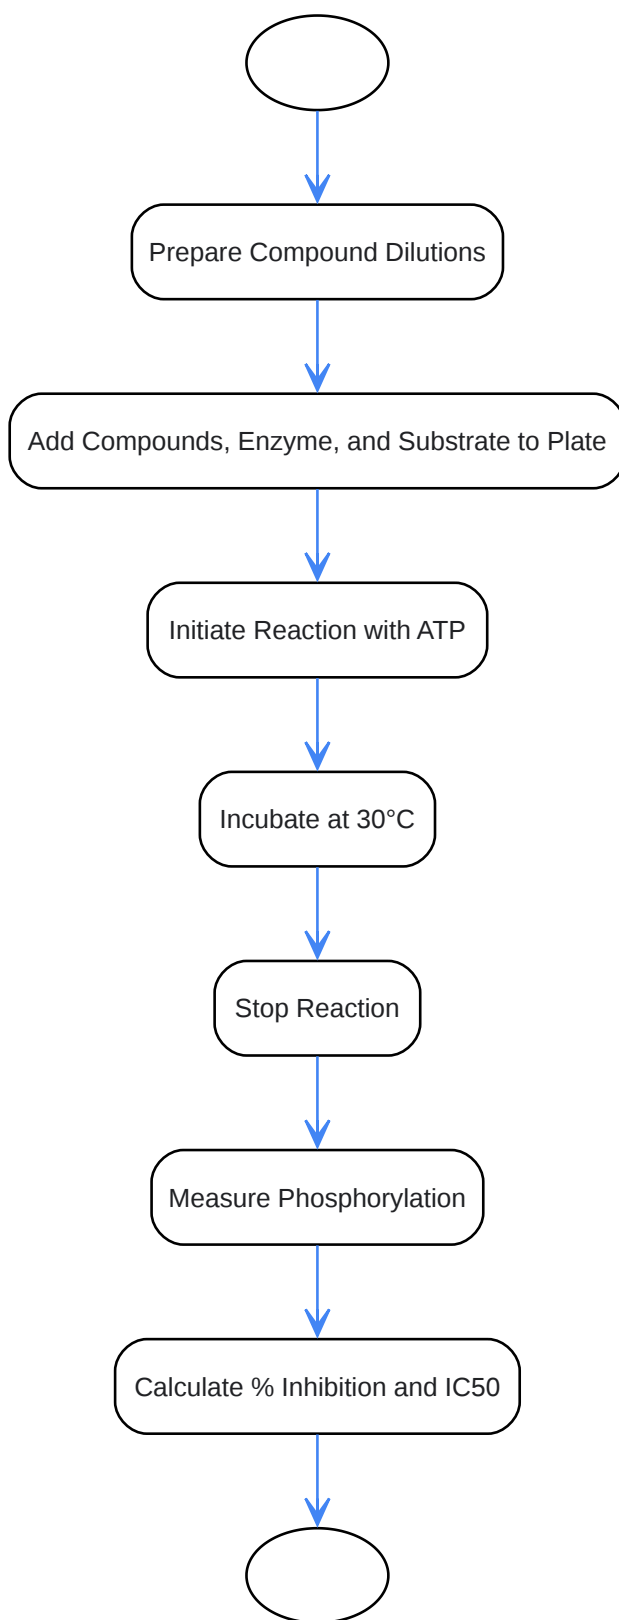 Prepare Compound Dilutions
Add Compounds, Enzyme, and Substrate to Plate
Initiate Reaction with ATP
Incubate at 30°C
Stop Reaction
Measure Phosphorylation
Calculate % Inhibition and IC50